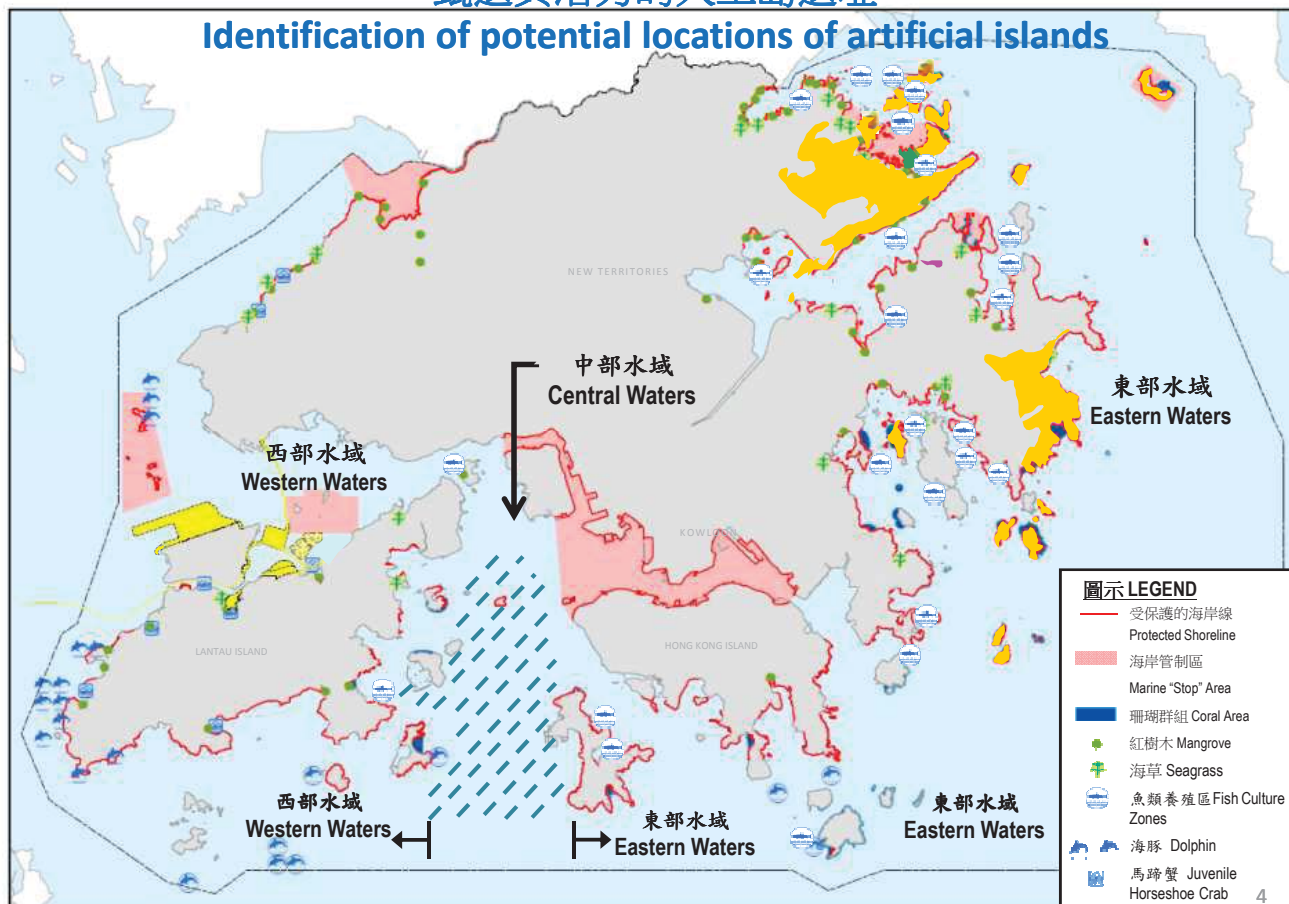 Identification of potential locations of artificial islands
NEW TERRITORIES
中部水域
Central Waters
東部水域
Eastern Waters
西部水域
Western Waters
KOWLOON
LANTAU ISLAND
HONG KONG ISLAND
西部水域
Western Waters
東部水域
Eastern Waters
東部水域
Eastern Waters
圖示 LEGEND
受保護的海岸線
Protected Shoreline
海岸管制區
Marine “Stop” Area
珊瑚群組 Coral Area
紅樹木 Mangrove
海草 Seagrass
魚類養殖區Fish Culture
Zones
海豚 Dolphin
馬蹄蟹 Juvenile
Horseshoe Crab
4